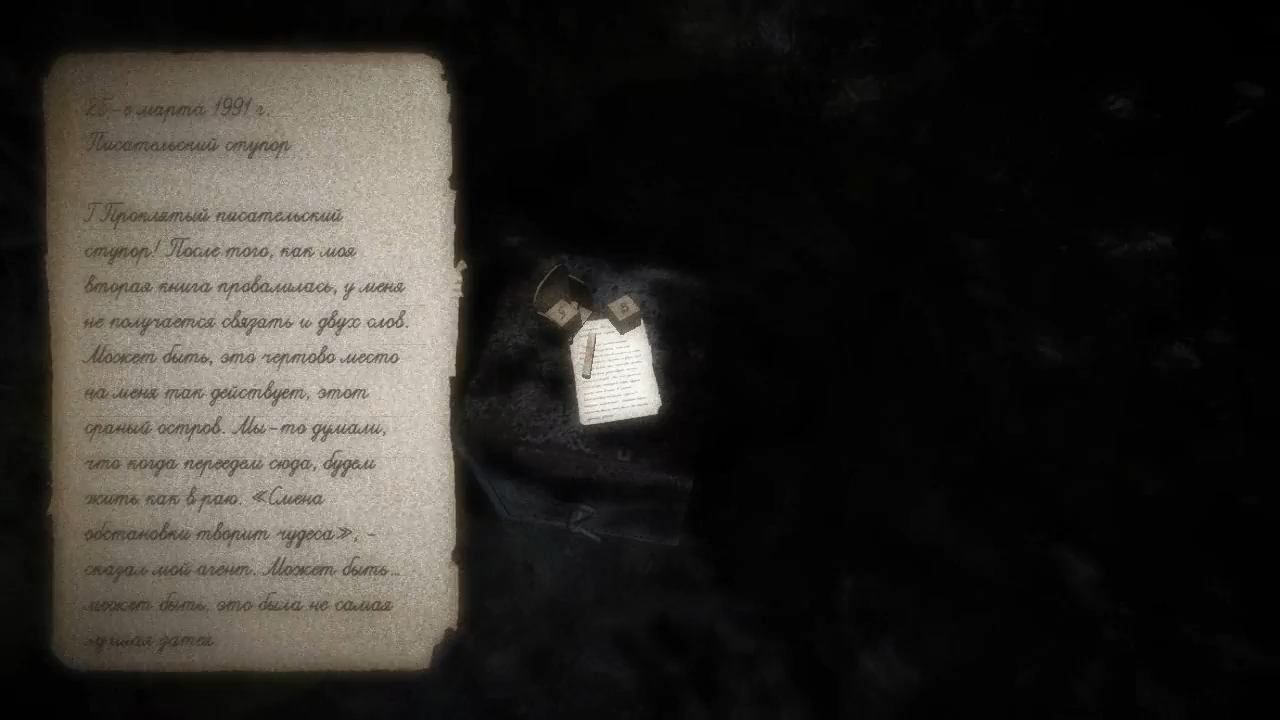 25-е марта 1991 г.
Писательский ступор
Г Проклятый писательский
ступор! После того, как моя
вторая книга провалилась, у меня
не получается связать и двух слов.
Может быть, это чертово место
на меня так действует, этот
сраный остров. Мы-то думали,
что когда переедем сюда, будем
жить как в раю. «Смена
обстановки творит чудеса», -
сказал мой агент. Может быть...
может быть, это была не самая
лучшая затея